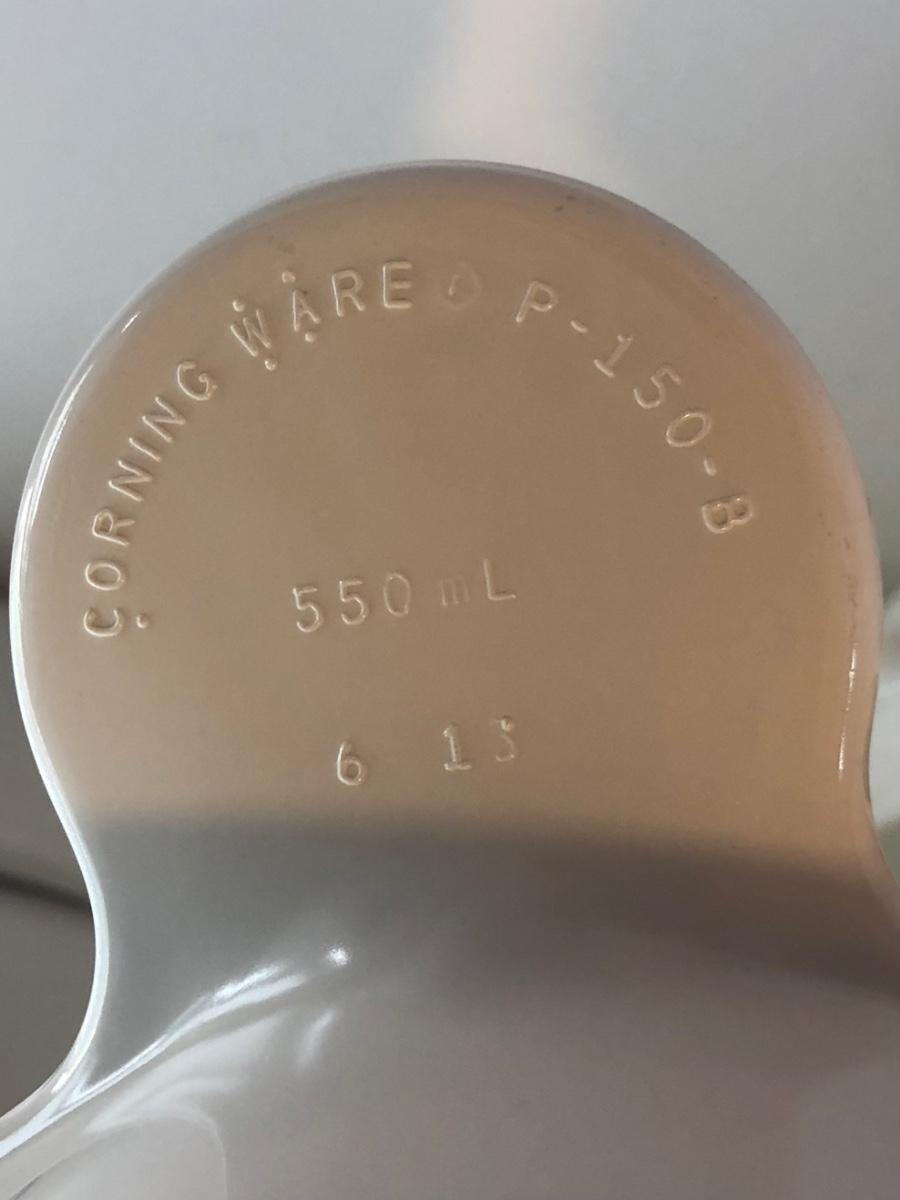 CORNING WARE ® P-150-B
550 mL
6 13